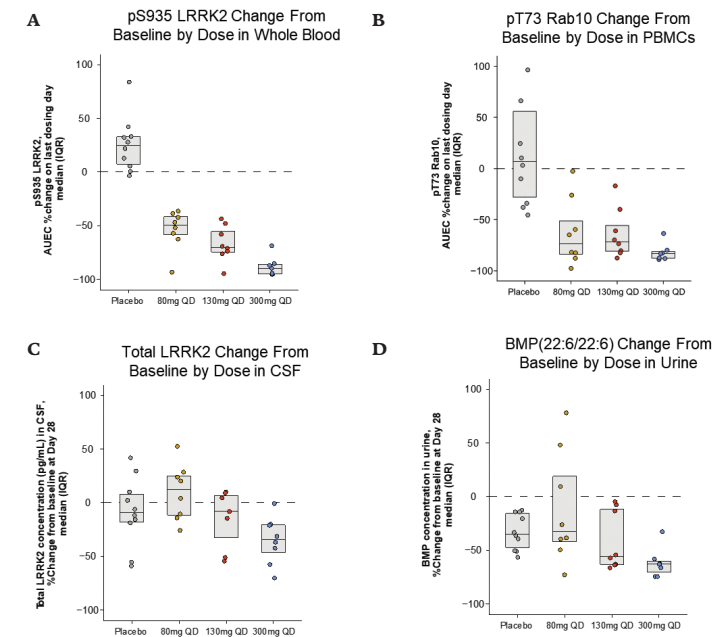 A
pS935 LRRK2 Change From
Baseline by Dose in Whole Blood
pS935 LRRK2,
AUEC %change on last dosing day
median (IQR)
100
50
0
−50
−100
Placebo
80mg QD
130mg QD
300mg QD
B
pT73 Rab10 Change From
Baseline by Dose in PBMCs
pT73 Rab10,
AUEC %change on last dosing day
median (IQR)
100
50
0
−50
−100
Placebo
80mg QD
130mg QD
300mg QD
C
Total LRRK2 Change From
Baseline by Dose in CSF
Total LRRK2 concentration (pg/mL) in CSF,
%Change from baseline at Day 28
median (IQR)
100
50
0
−50
−100
Placebo
80mg QD
130mg QD
300mg QD
D
BMP(22:6/22:6) Change From
Baseline by Dose in Urine
BMP concentration in urine,
%Change from baseline at Day 28
median (IQR)
100
50
0
−50
−100
Placebo
80mg QD
130mg QD
300mg QD